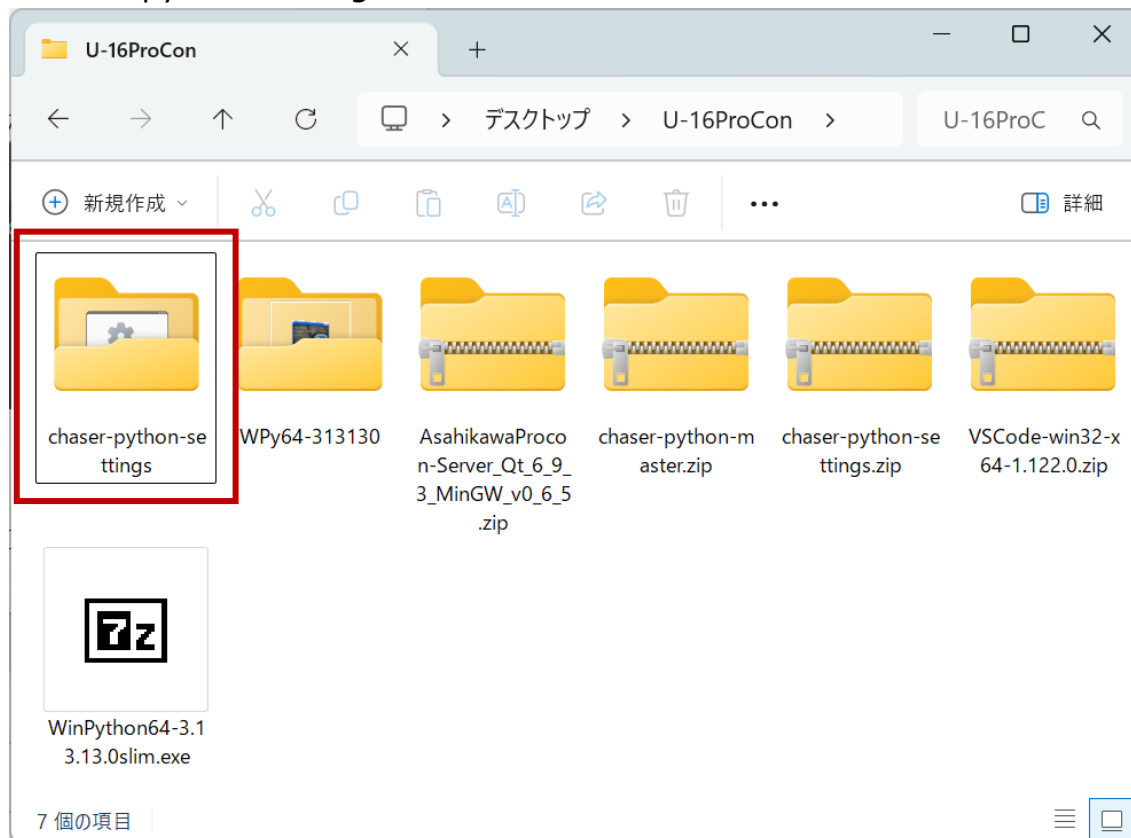 U-16ProCon
デスクトップ > U-16ProCon >
U-16ProC
新規作成
詳細
chaser-python-se
ttings
WPy64-313130
AsahikawaProco
n-Server_Qt_6_9_
3_MinGW_v0_6_5
.zip
chaser-python-m
aster.zip
chaser-python-se
ttings.zip
VSCode-win32-x
64-1.122.0.zip
7z
WinPython64-3.1
3.13.0slim.exe
7 個の項目